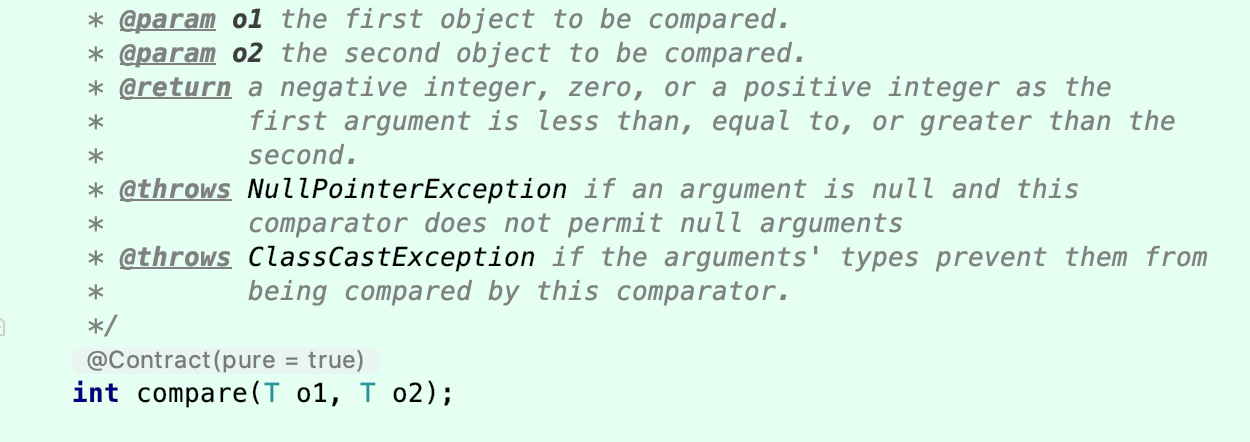 * @param o1 the first object to be compared.
* @param o2 the second object to be compared.
* @return a negative integer, zero, or a positive integer as the
*         first argument is less than, equal to, or greater than the
*         second.
* @throws NullPointerException if an argument is null and this
*         comparator does not permit null arguments
* @throws ClassCastException if the arguments' types prevent them from
*         being compared by this comparator.
*/
@Contract(pure = true)
int compare(T o1, T o2);